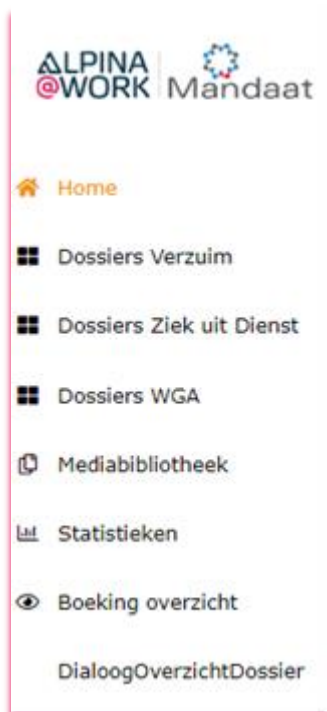 ALPINA
@WORK Mandaat
Home
Dossiers Verzuim
Dossiers Ziek uit Dienst
Dossiers WGA
Mediabibliotheek
Statistieken
Boeking overzicht
DialoogOverzichtDossier